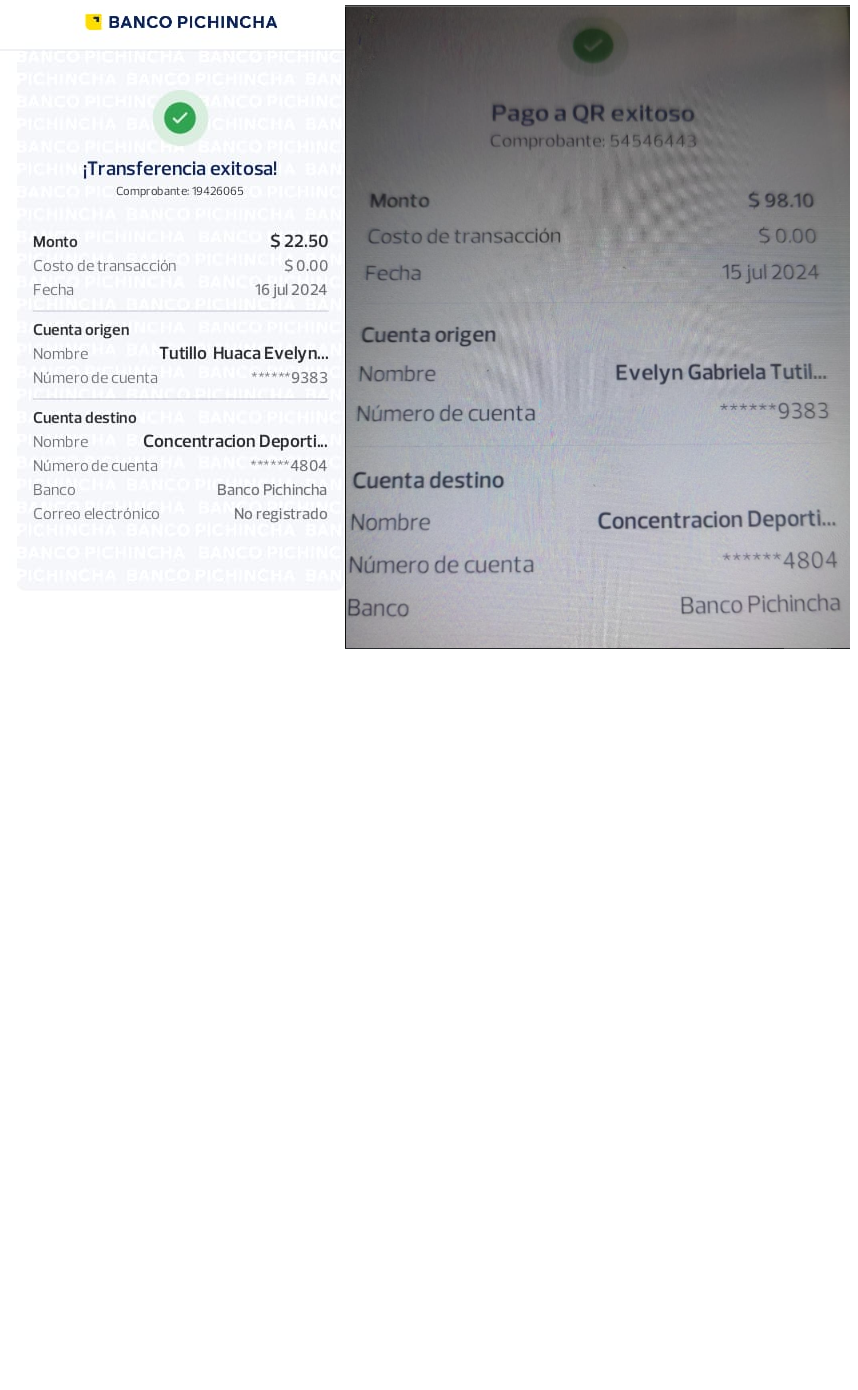 BANCO PICHINCHA
¡Transferencia exitosa!
Comprobante: 19426065
Monto $ 22.50
Costo de transacción $ 0.00
Fecha 16 jul 2024
Cuenta origen
Nombre Tutillo Huaca Evelyn...
Número de cuenta ******9383
Cuenta destino
Nombre Concentracion Deporti...
Número de cuenta ******4804
Banco Banco Pichincha
Correo electrónico No registrado
Pago a QR exitoso
Comprobante: 54546443
Monto $ 98.10
Costo de transacción $ 0.00
Fecha 15 jul 2024
Cuenta origen
Nombre Evelyn Gabriela Tutil...
Número de cuenta ******9383
Cuenta destino
Nombre Concentracion Deporti...
Número de cuenta ******4804
Banco Banco Pichincha